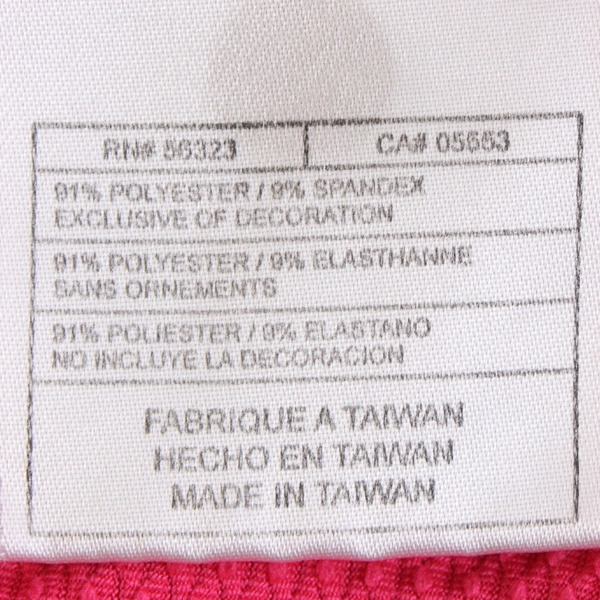 RN# 56323 CA# 05553
91% POLYESTER / 9% SPANDEX
EXCLUSIVE OF DECORATION
91% POLYESTER / 9% ELASTHANNE
SANS ORNEMENTS
91% POLIESTER / 9% ELASTANO
NO INCLUYE LA DECORACION
FABRIQUE A TAIWAN
HECHO EN TAIWAN
MADE IN TAIWAN